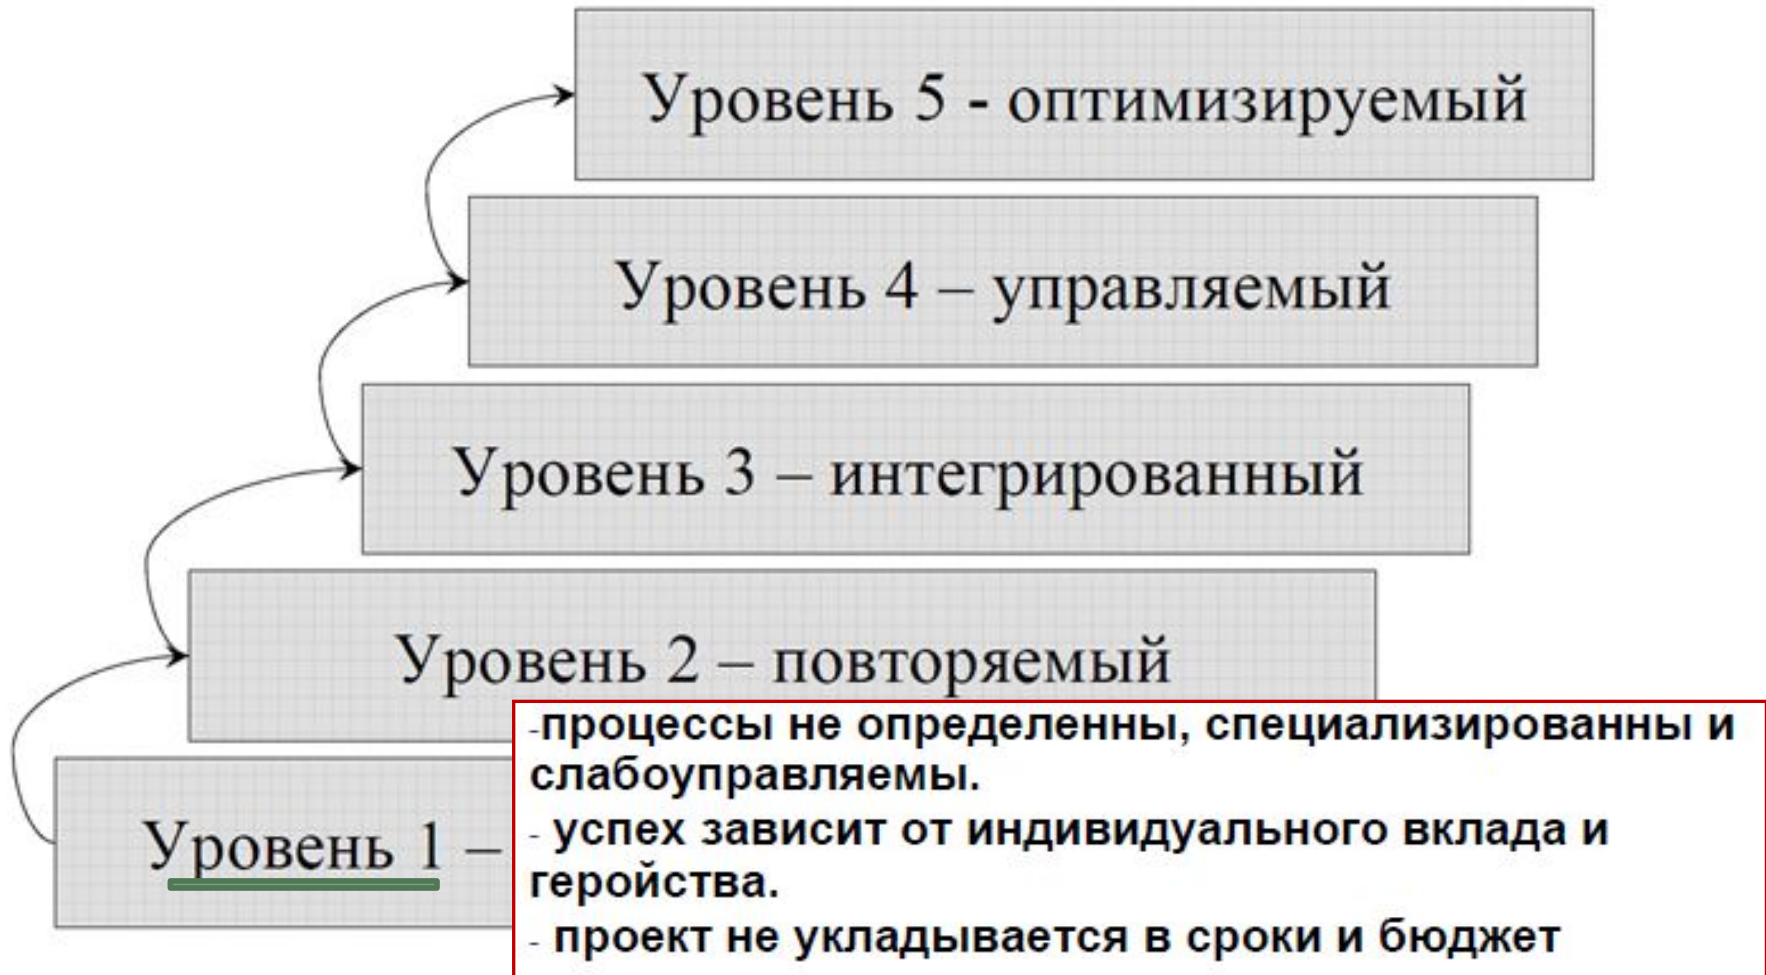 Уровень 5 - оптимизируемый
Уровень 4 – управляемый
Уровень 3 – интегрированный
Уровень 2 – повторяемый
Уровень 1 –
-процессы не определенны, специализированны и
слабоуправляемы.
- успех зависит от индивидуального вклада и
геройства.
- проект не укладывается в сроки и бюджет